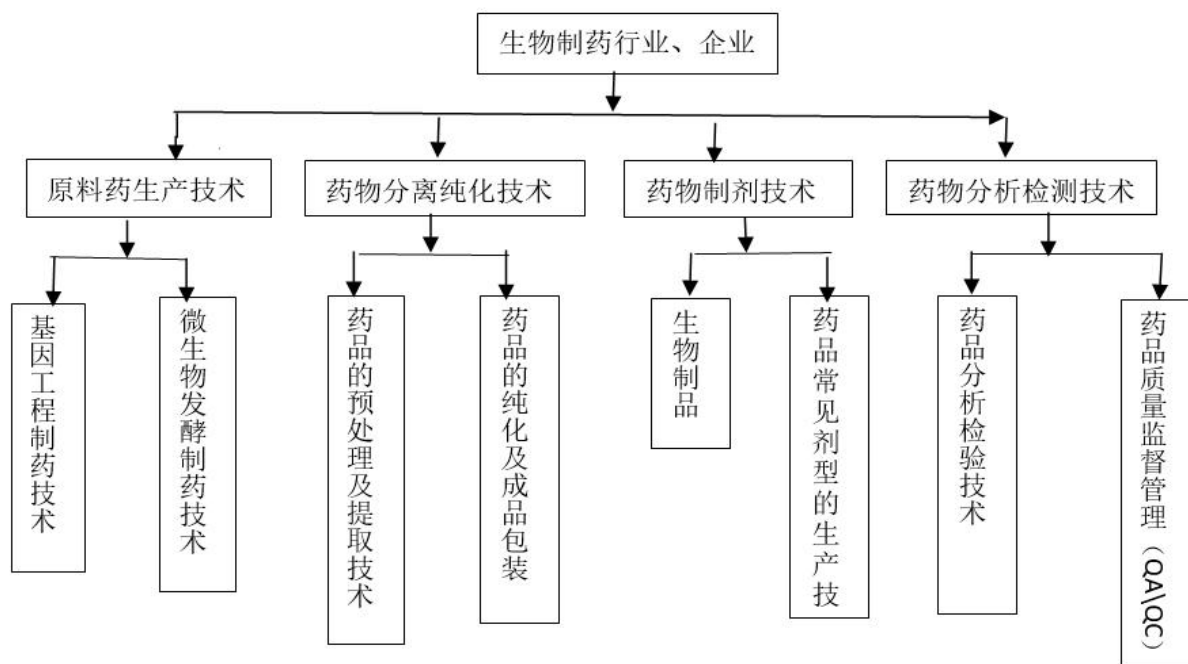 生物制药行业、企业
原料药生产技术
药物分离纯化技术
药物制剂技术
药物分析检测技术
基因工程制药技术
微生物发酵制药技术
药品的预处理及提取技术
药品的纯化及成品包装
生物制品
药品常见剂型的生产技
药品分析检验技术
药品质量监督管理（QA\QC）